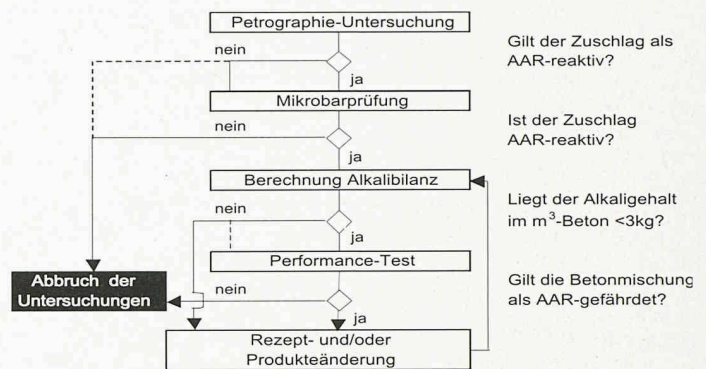 Petrographie-Untersuchung
nein
ja
Gilt der Zuschlag als
AAR-reaktiv?
Mikrobarprüfung
nein
ja
Ist der Zuschlag
AAR-reaktiv?
Berechnung Alkalibilanz
nein
ja
Liegt der Alkaligehalt
im m³-Beton <3kg?
Performance-Test
nein
ja
Gilt die Betonmischung
als AAR-gefährdet?
Abbruch der
Untersuchungen
Rezept- und/oder
Produkteänderung